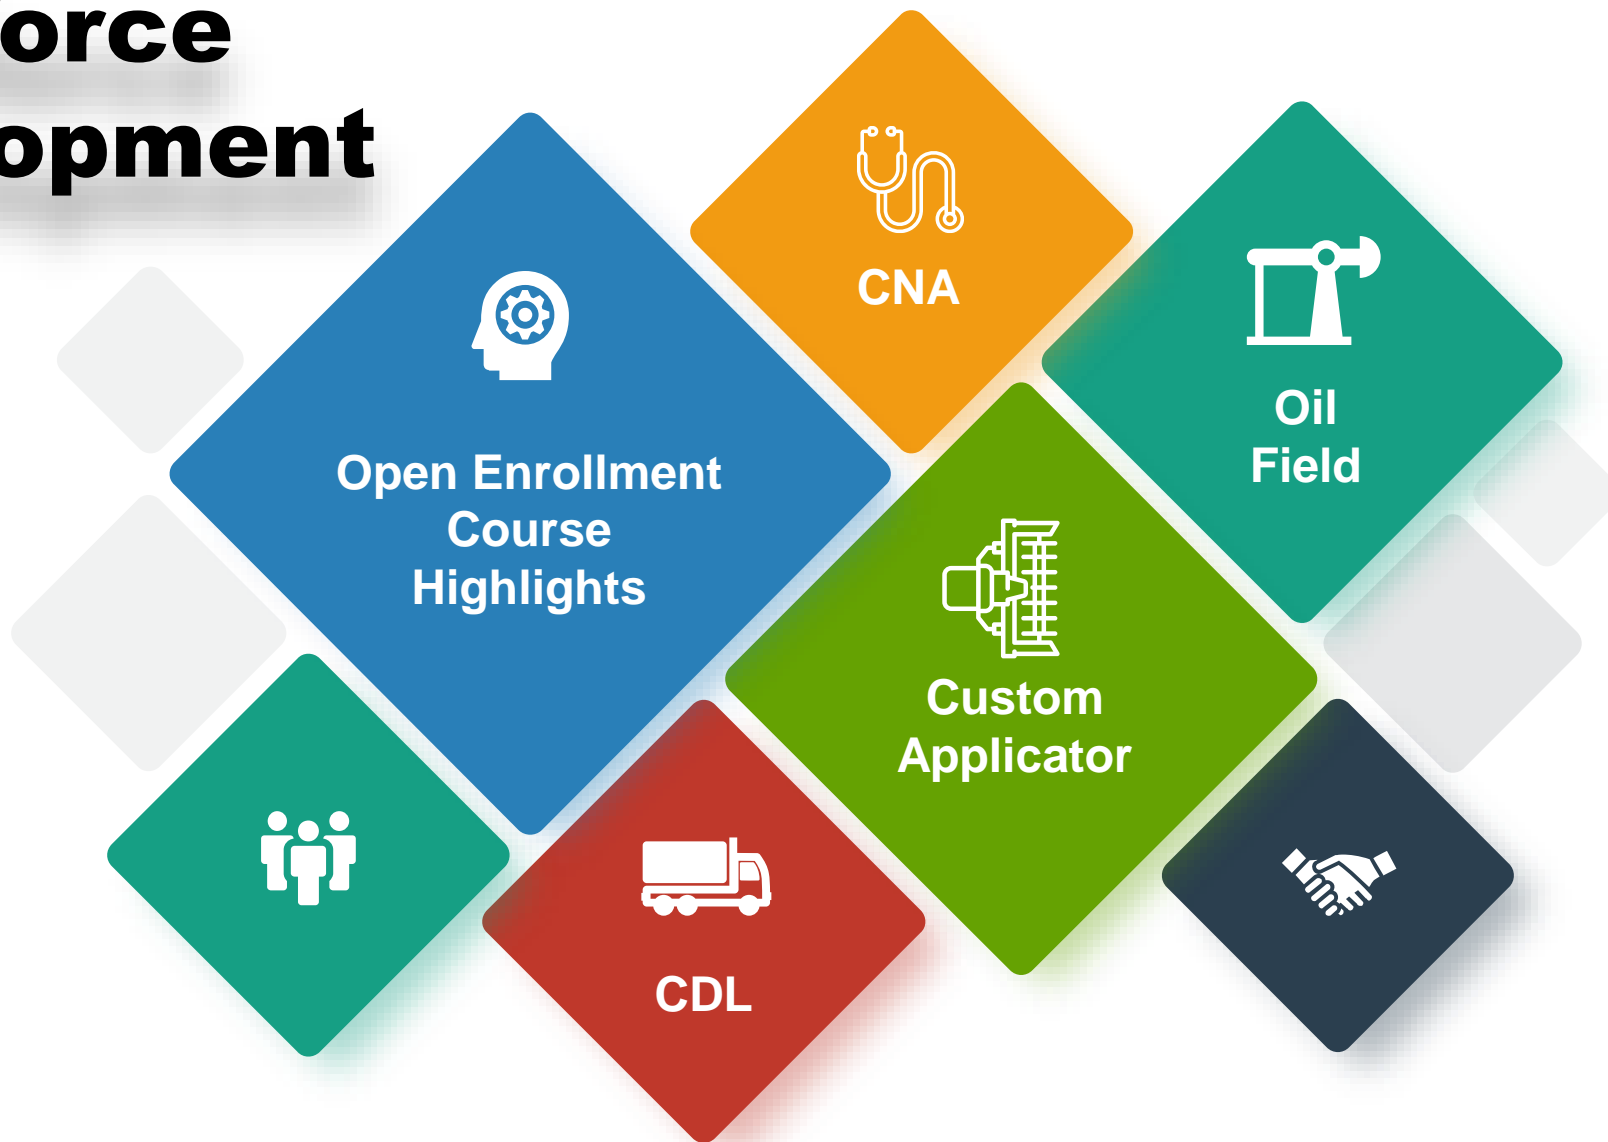 orce
opment
CNA
Oil
Field
Open Enrollment
Course
Highlights
Custom
Applicator
CDL